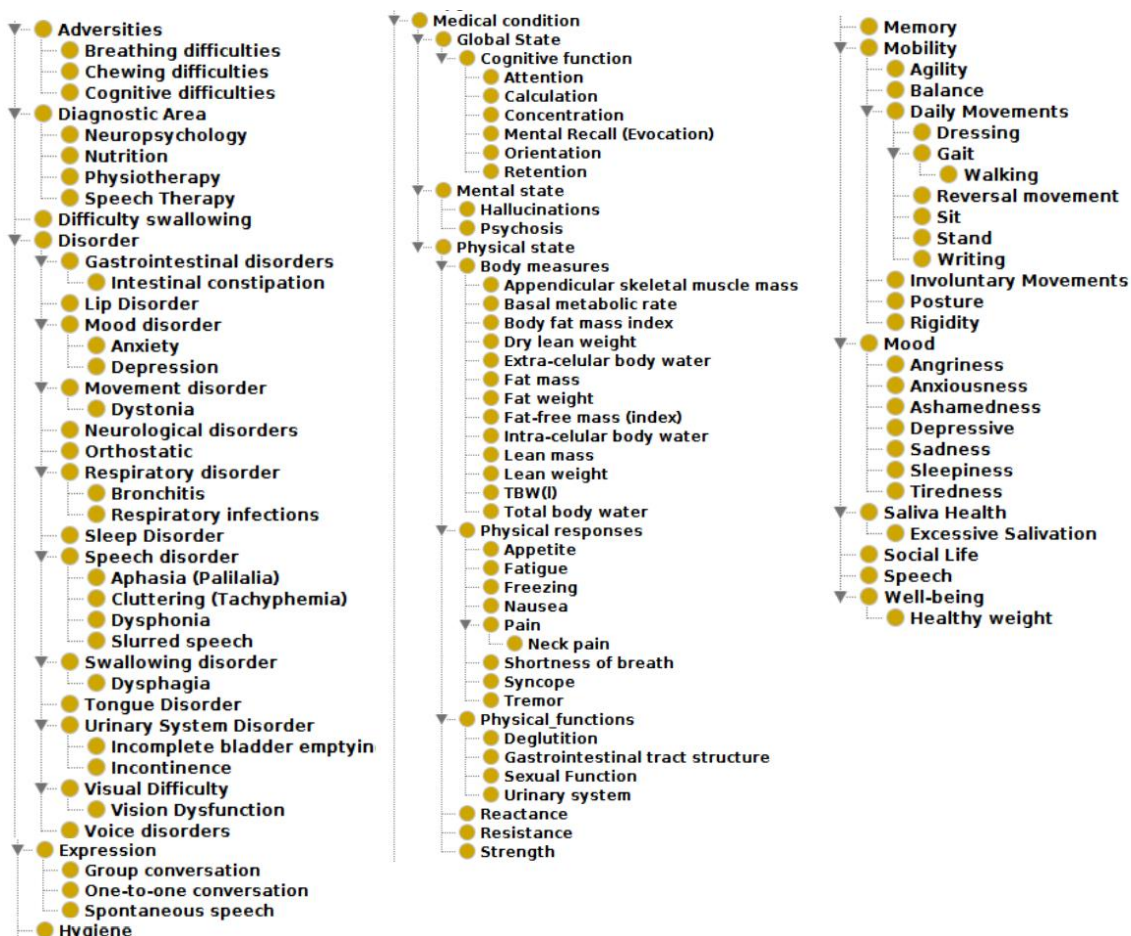 Adversities
Breathing difficulties
Chewing difficulties
Cognitive difficulties
Diagnostic Area
Neuropsychology
Nutrition
Physiotherapy
Speech Therapy
Difficulty swallowing
Disorder
Gastrointestinal disorders
Intestinal constipation
Lip Disorder
Mood disorder
Anxiety
Depression
Movement disorder
Dystonia
Neurological disorders
Orthostatic
Respiratory disorder
Bronchitis
Respiratory infections
Sleep Disorder
Speech disorder
Aphasia (Palilalia)
Cluttering (Tachyphemia)
Dysphonia
Slurred speech
Swallowing disorder
Dysphagia
Tongue Disorder
Urinary System Disorder
Incomplete bladder emptyin
Incontinence
Visual Difficulty
Vision Dysfunction
Voice disorders
Expression
Group conversation
One-to-one conversation
Spontaneous speech
Hygiene
Medical condition
Global State
Cognitive function
Attention
Calculation
Concentration
Mental Recall (Evocation)
Orientation
Retention
Mental state
Hallucinations
Psychosis
Physical state
Body measures
Appendicular skeletal muscle mass
Basal metabolic rate
Body fat mass index
Dry lean weight
Extra-celular body water
Fat mass
Fat weight
Fat-free mass (index)
Intra-celular body water
Lean mass
Lean weight
TBW(l)
Total body water
Physical responses
Appetite
Fatigue
Freezing
Nausea
Pain
Neck pain
Shortness of breath
Syncope
Tremor
Physical_functions
Deglutition
Gastrointestinal tract structure
Sexual Function
Urinary system
Reactance
Resistance
Strength
Memory
Mobility
Agility
Balance
Daily Movements
Dressing
Gait
Walking
Reversal movement
Sit
Stand
Writing
Involuntary Movements
Posture
Rigidity
Mood
Angriness
Anxiousness
Ashamedness
Depressive
Sadness
Sleepiness
Tiredness
Saliva Health
Excessive Salivation
Social Life
Speech
Well-being
Healthy weight